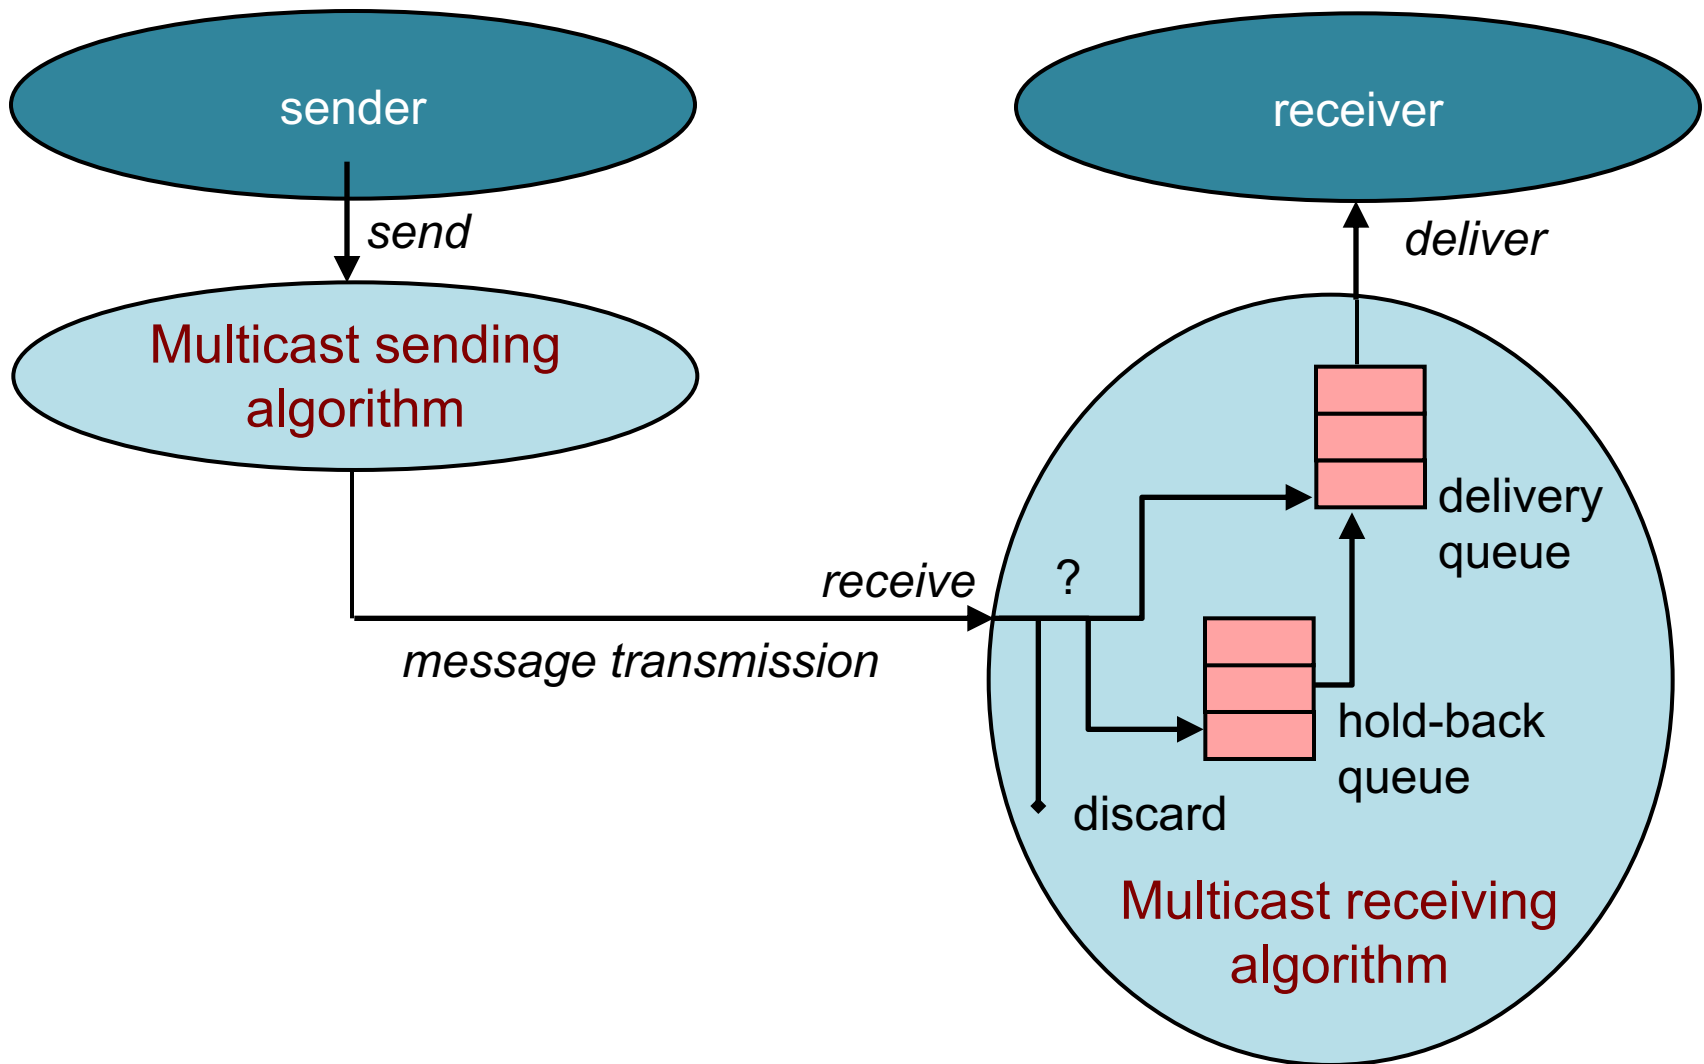 sender
receiver
send
deliver
Multicast sending
algorithm
delivery
queue
receive
?
message transmission
hold-back
queue
discard
Multicast receiving
algorithm